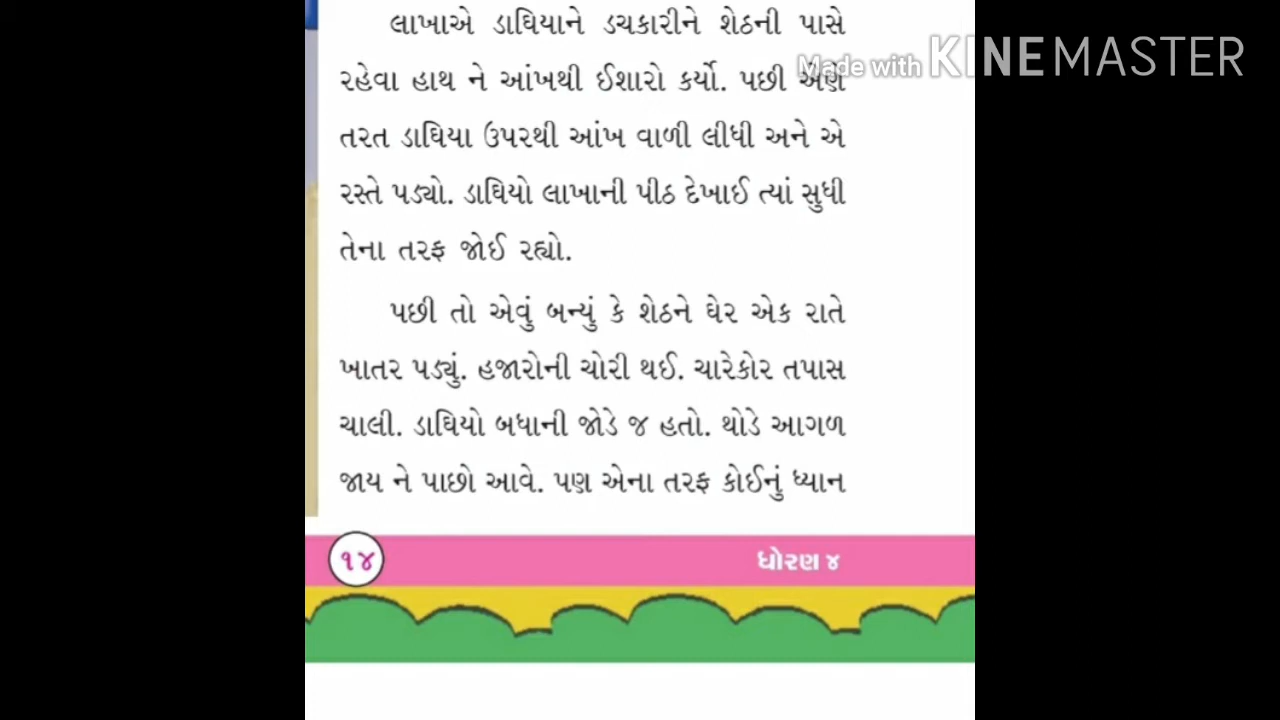 લાખાએ ડાઘિયાને ડચકારીને શેઠની પાસે
Made with KINEMASTER
રહેવા હાથ ને આંખથી ઈશારો કર્યો. પછી એણે
તરત ડાઘિયા ઉપરથી આંખ વાળી લીધી અને એ
રસ્તે પડ્યો. ડાઘિયો લાખાની પીઠ દેખાઈ ત્યાં સુધી
તેના તરફ જોઈ રહ્યો.
પછી તો એવું બન્યું કે શેઠને ઘેર એક રાતે
ખાતર પડ્યું. હજારોની ચોરી થઈ. ચારેકોર તપાસ
ચાલી. ડાઘિયો બધાની જોડે જ હતો. થોડે આગળ
જાય ને પાછો આવે. પણ એના તરફ કોઈનું ધ્યાન
૧૪
ધોરણ ૪